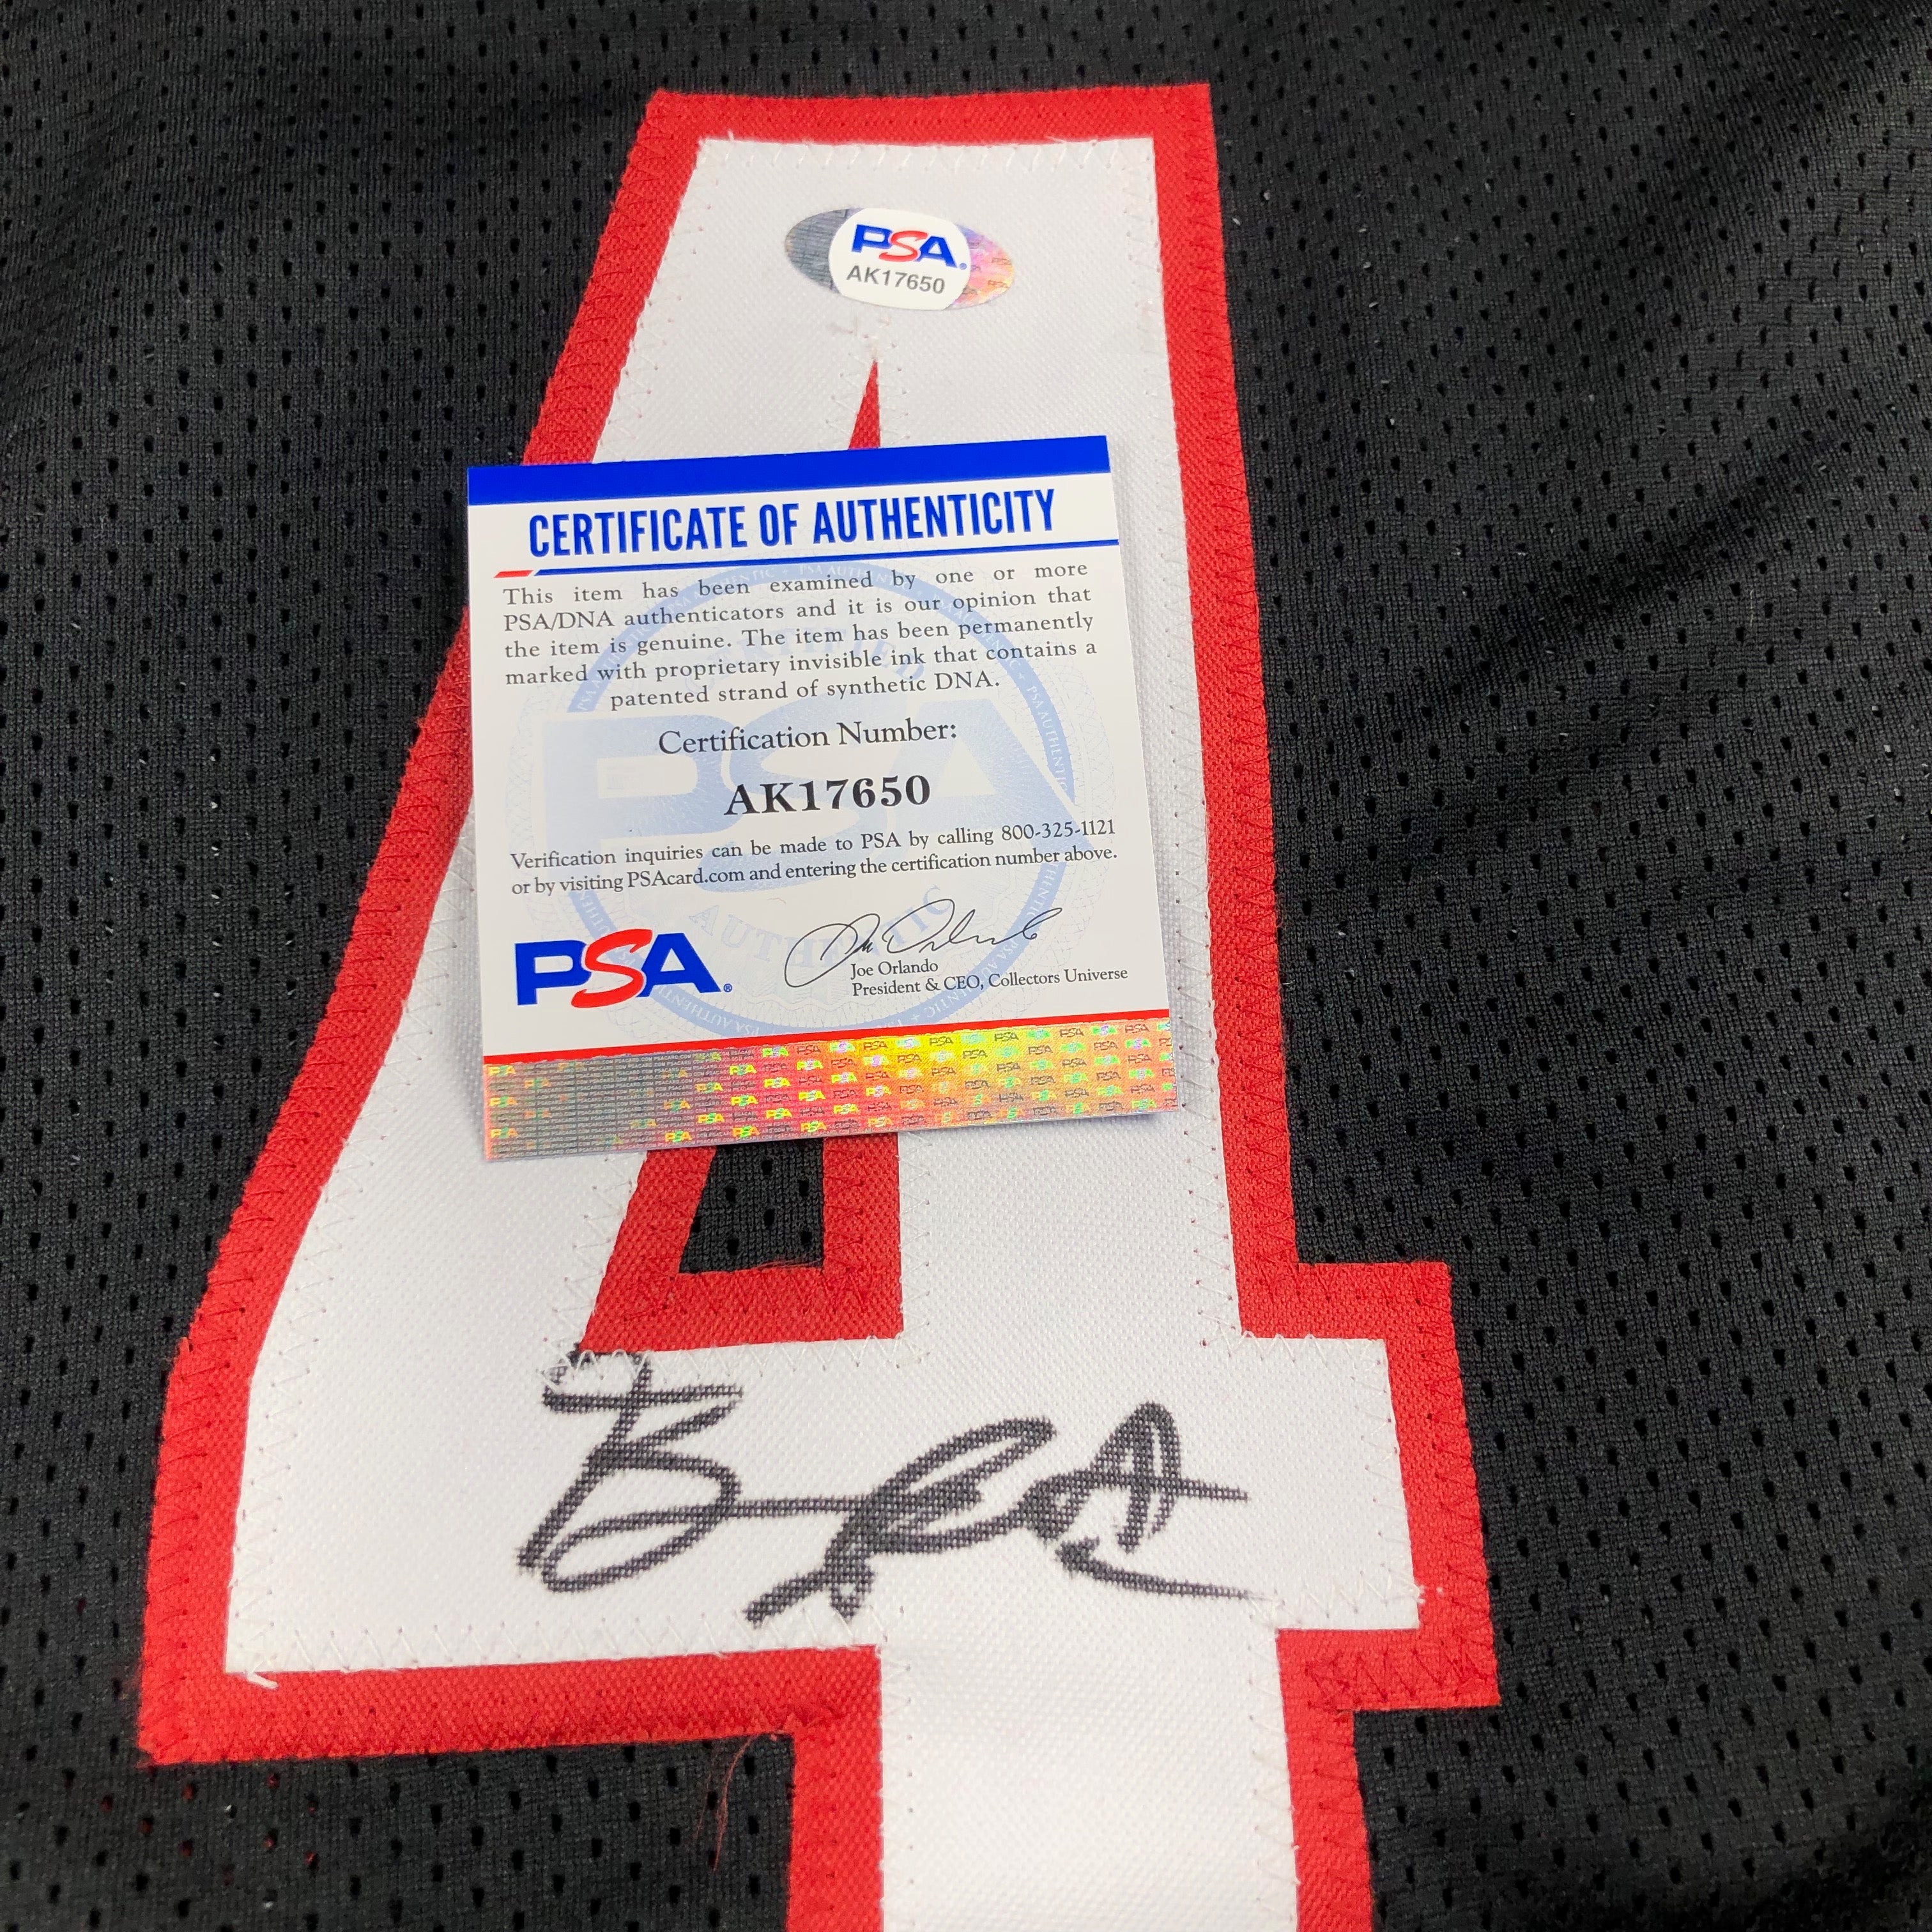 PSA®
AK17650
CERTIFICATE OF AUTHENTICITY
This item has been examined by one or more
PSA/DNA authenticators and it is our opinion that
the item is genuine. The item has been permanently
marked with proprietary invisible ink that contains a
patented strand of synthetic DNA.
Certification Number:
AK17650
Verification inquiries can be made to PSA by calling 800-325-1121
or by visiting PSAcard.com and entering the certification number above.
PSA®
Joe Orlando
President & CEO, Collectors Universe
4